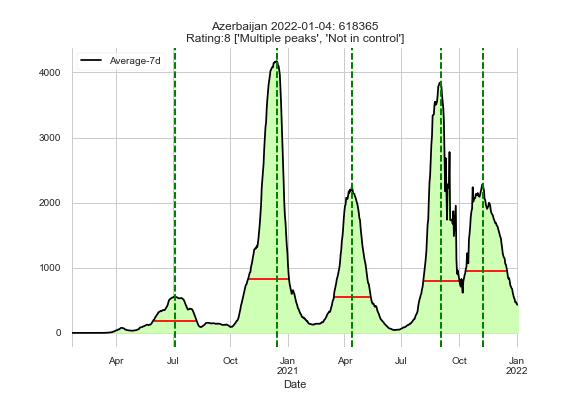 Azerbaijan 2022-01-04: 618365
Rating:8 ['Multiple peaks', 'Not in control']
Average-7d
4000
3000
2000
1000
0
Apr Jul Oct Jan Apr Jul Oct Jan
2021 2022
Date